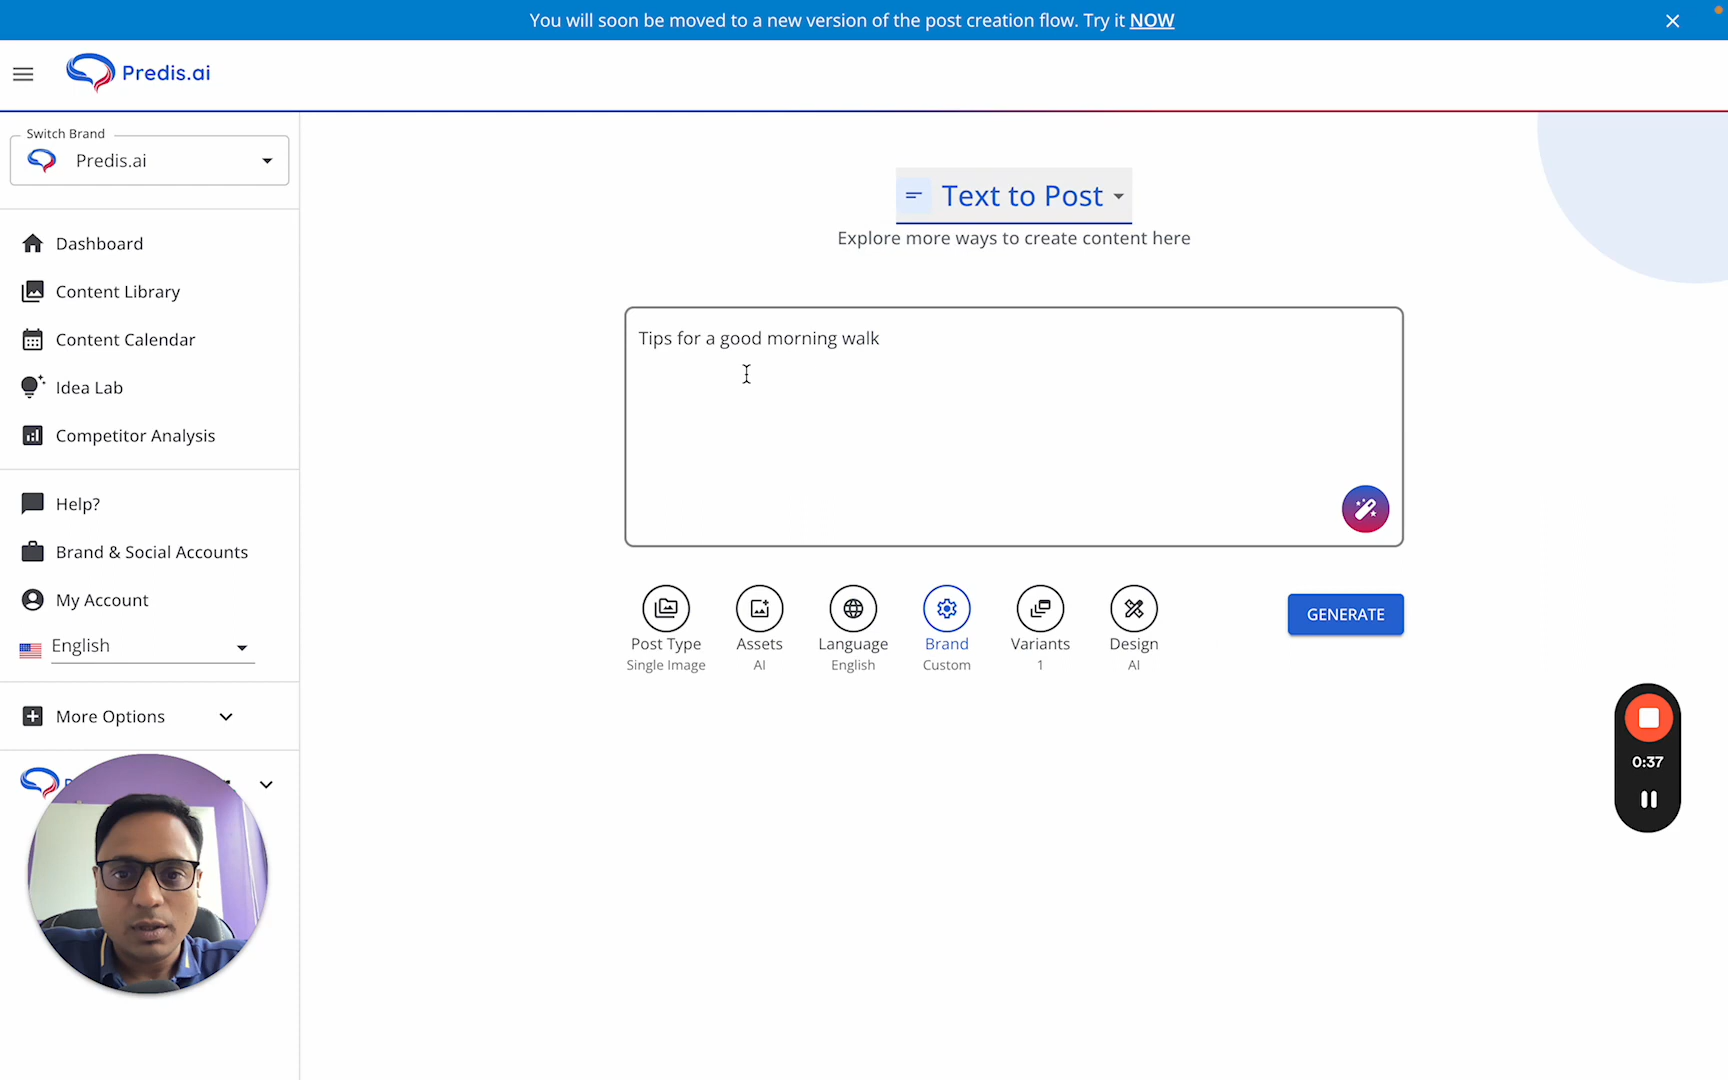 You will soon be moved to a new version of the post creation flow. Try it NOW
Predis.ai
Switch Brand
Predis.ai
Dashboard
Content Library
Content Calendar
Idea Lab
Competitor Analysis
Help?
Brand & Social Accounts
My Account
English
More Options
Text to Post
Explore more ways to create content here
Tips for a good morning walk
Post Type
Single Image
Assets
AI
Language
English
Brand
Custom
Variants
1
Design
AI
GENERATE
0:37